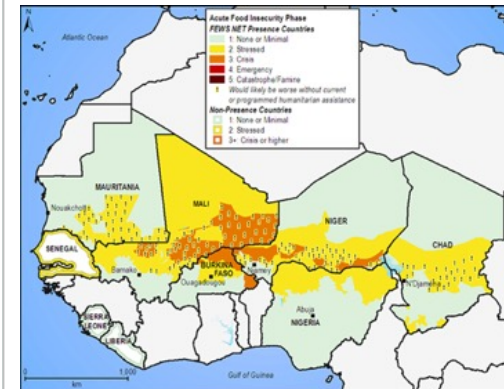 Acute Food Insecurity Phase
FEWS NET Presence Countries
1: None or Minimal
2: Stressed
3: Crisis
4: Emergency
5: Catastrophe/Famine
! Would likely be worse without current
or programmed humanitarian assistance
Non-Presence Countries
1: None or Minimal
2: Stressed
3+: Crisis or higher
Atlantic Ocean
MAURITANIA
Nouakchott
MALI
NIGER
CHAD
SENEGAL
Bamako
BURKINA
FASO
Niamey
Ouagadougou
N'Djamena
Abuja
NIGERIA
SIERRA
LEONE
LIBERIA
Gulf of Guinea
0 1,000
km